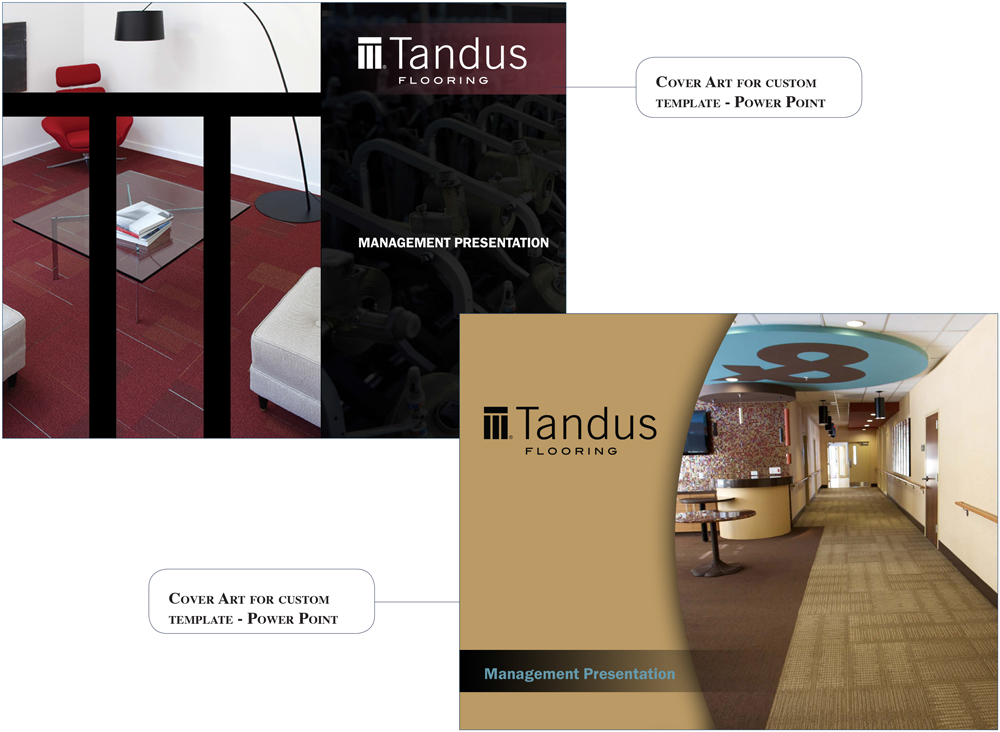 Tandus
FLOORING
COVER ART FOR CUSTOM
TEMPLATE - POWER POINT
MANAGEMENT PRESENTATION
&
Tandus
FLOORING
COVER ART FOR CUSTOM
TEMPLATE - POWER POINT
Management Presentation